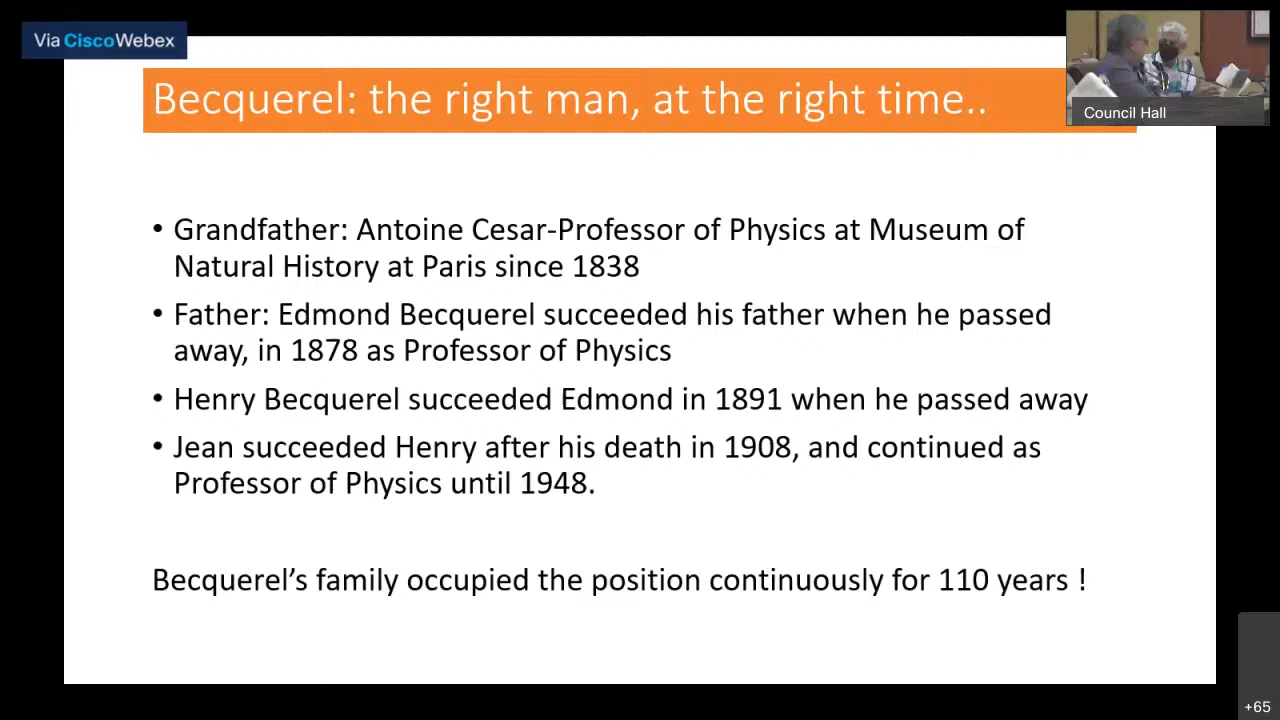 Via Cisco Webex
Becquerel: the right man, at the right time..
Council Hall
• Grandfather: Antoine Cesar-Professor of Physics at Museum of
Natural History at Paris since 1838
• Father: Edmond Becquerel succeeded his father when he passed
away, in 1878 as Professor of Physics
• Henry Becquerel succeeded Edmond in 1891 when he passed away
• Jean succeeded Henry after his death in 1908, and continued as
Professor of Physics until 1948.
Becquerel’s family occupied the position continuously for 110 years !
+65